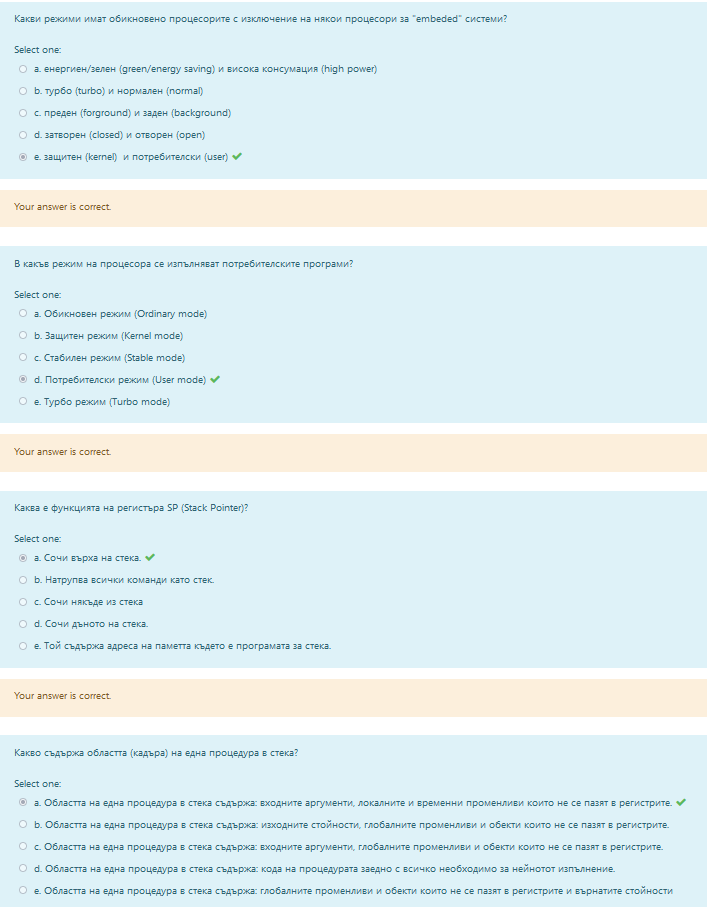 Какви режими имат обикновено процесорите с изключение на някои процесори за "embeded" системи?
Select one:
a. енергиен/зелен (green/energy saving) и висока консумация (high power)
b. турбо (turbo) и нормален (normal)
c. преден (forground) и заден (background)
d. затворен (closed) и отворен (open)
e. защитен (kernel) и потребителски (user)
Your answer is correct.
В какъв режим на процесора се изпълняват потребителските програми?
Select one:
a. Обикновен режим (Ordinary mode)
b. Защитен режим (Kernel mode)
c. Стабилен режим (Stable mode)
d. Потребителски режим (User mode)
e. Турбо режим (Turbo mode)
Your answer is correct.
Каква е функцията на регистъра SP (Stack Pointer)?
Select one:
a. Сочи върха на стека.
b. Натрупва всички команди като стек.
c. Сочи някъде из стека
d. Сочи дъното на стека.
e. Той съдържа адреса на паметта където е програмата за стека.
Your answer is correct.
Какво съдържа областта (кадъра) на една процедура в стека?
Select one:
a. Областта на една процедура в стека съдържа: входните аргументи, локалните и временни променливи които не се пазят в регистрите.
b. Областта на една процедура в стека съдържа: изходните стойности, глобалните променливи и обекти които не се пазят в регистрите.
c. Областта на една процедура в стека съдържа: входните аргументи, глобалните променливи и обекти които не се пазят в регистрите.
d. Областта на една процедура в стека съдържа: кода на процедурата заедно с всичко необходимо за нейнотот изпълнение.
e. Областта на една процедура в стека съдържа: глобалните променливи и обекти които не се пазят в регистрите и върнатите стойности